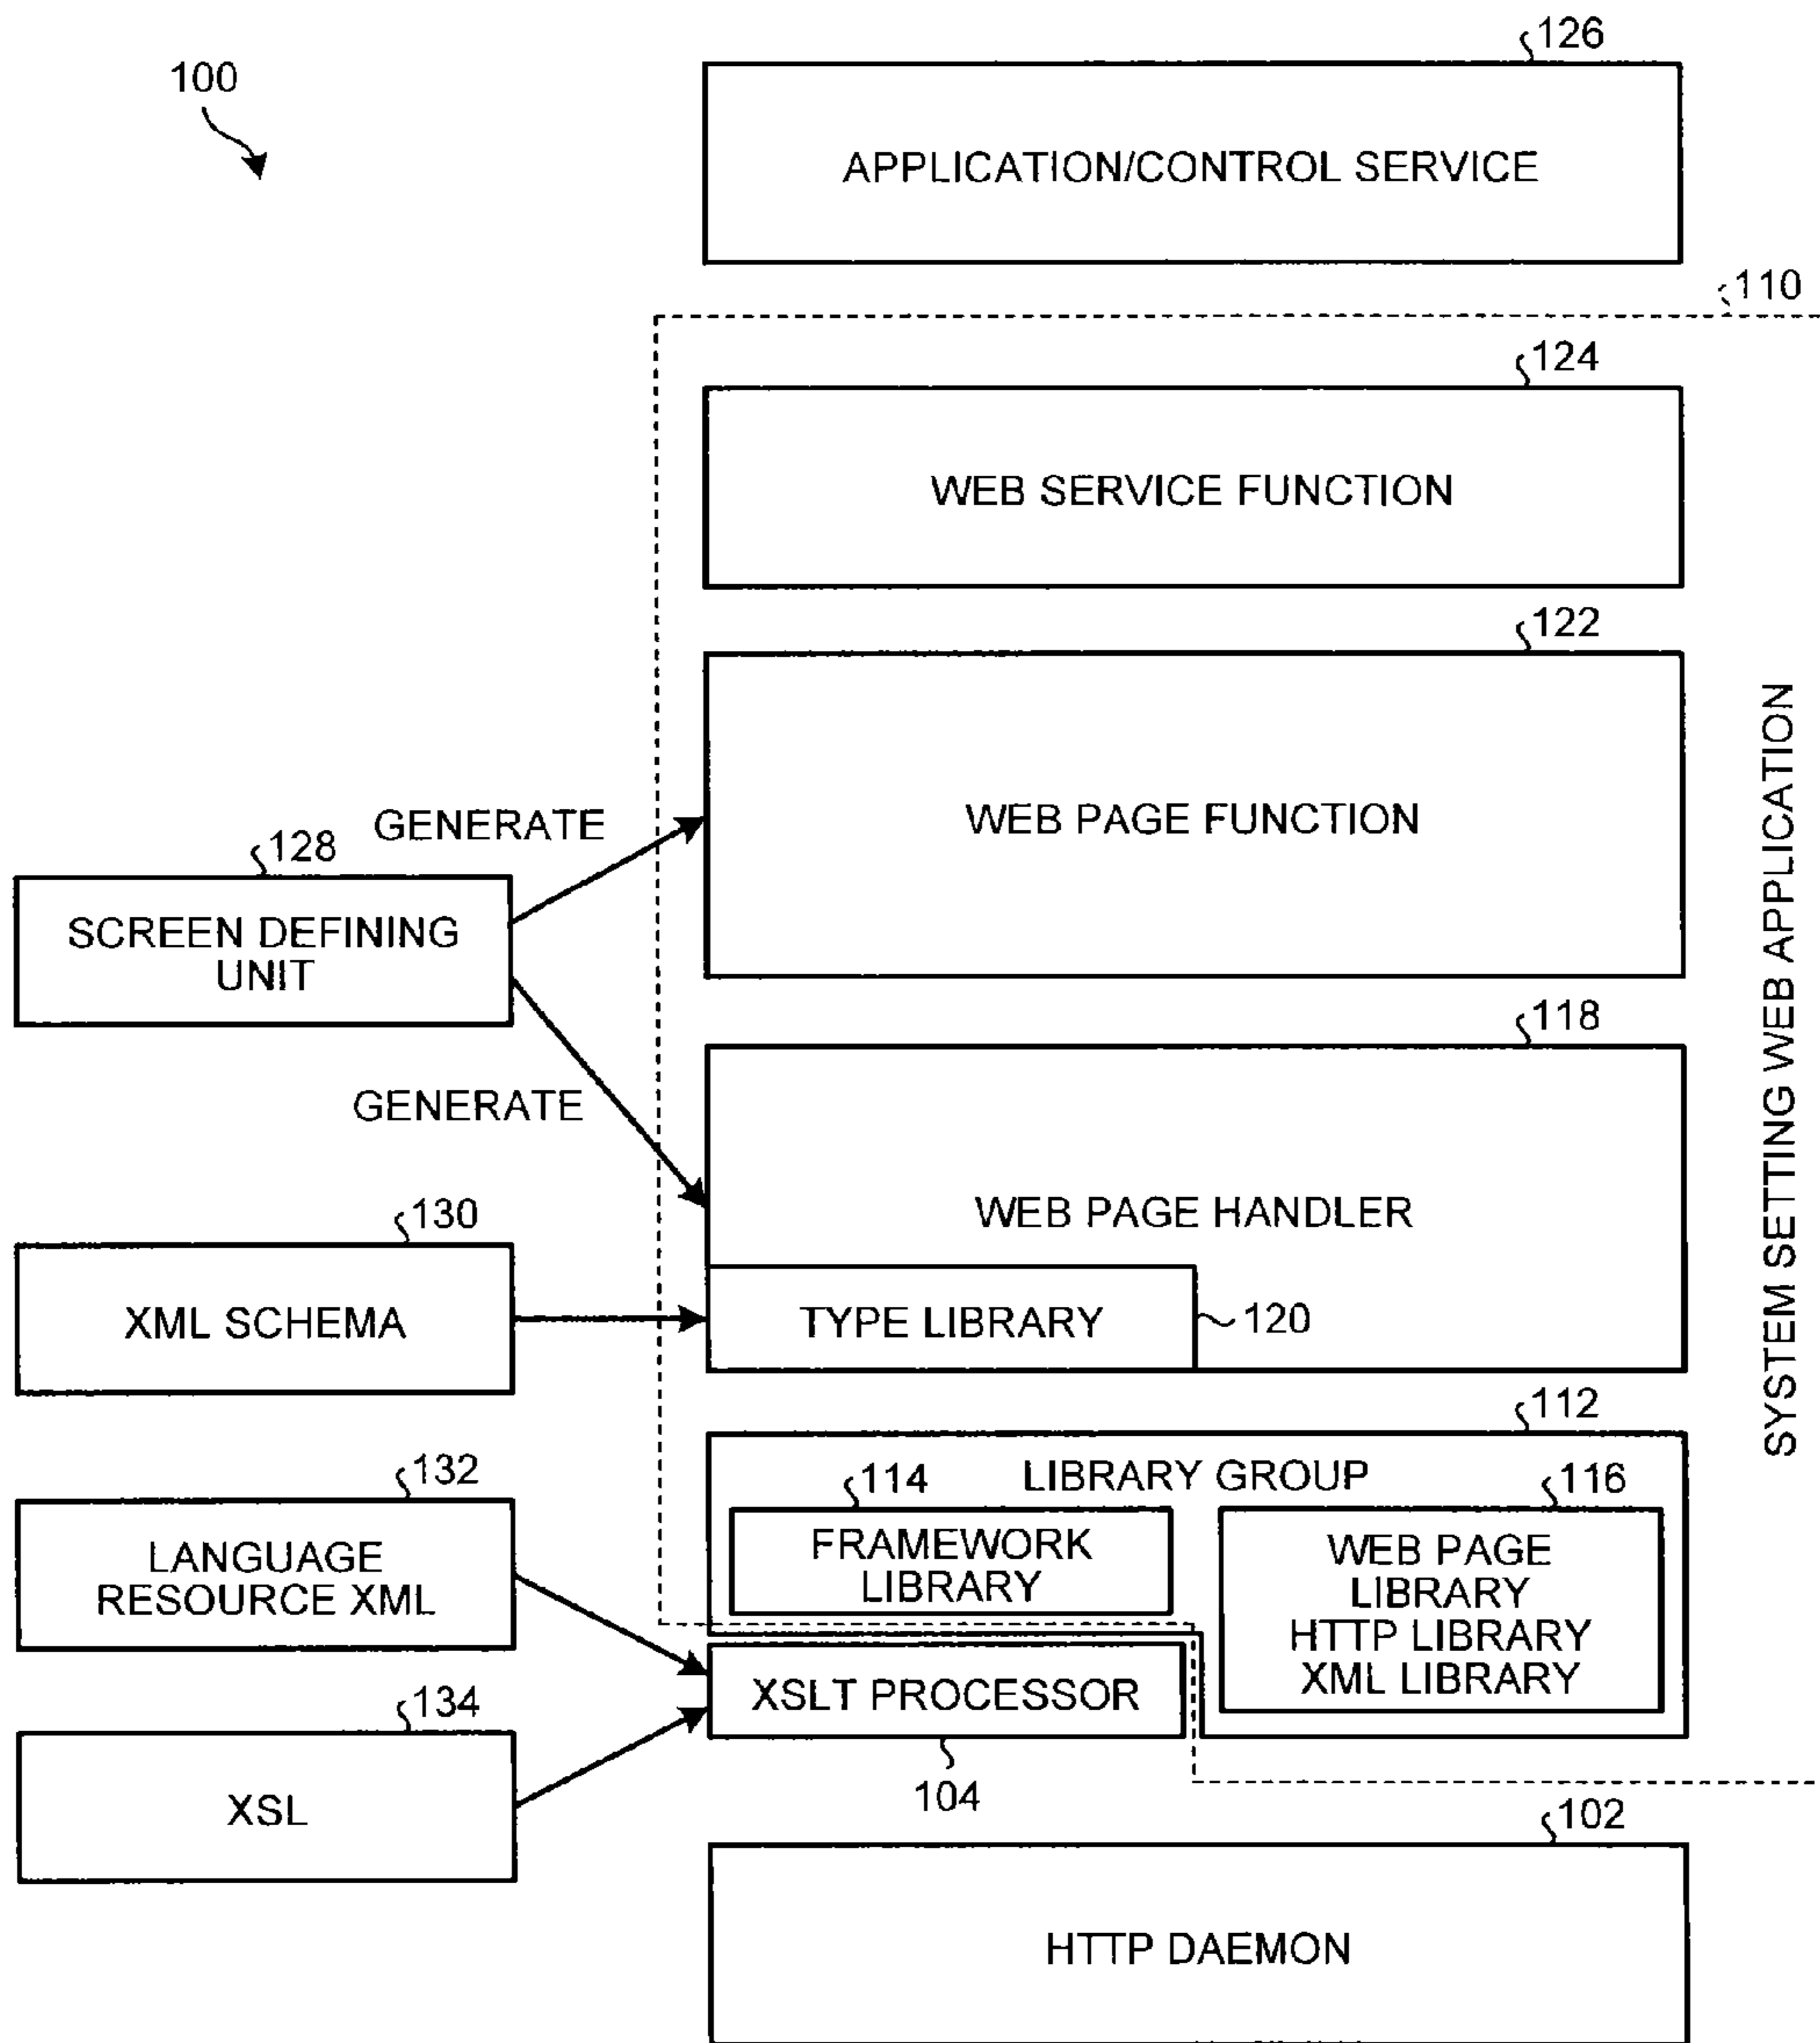 100
126
APPLICATION/CONTROL SERVICE
110
124
WEB SERVICE FUNCTION
122
WEB PAGE FUNCTION
GENERATE
128
SCREEN DEFINING
UNIT
GENERATE
118
WEB PAGE HANDLER
130
XML SCHEMA
TYPE LIBRARY
120
SYSTEM SETTING WEB APPLICATION
112
LIBRARY GROUP
114
FRAMEWORK
LIBRARY
116
WEB PAGE
LIBRARY
HTTP LIBRARY
XML LIBRARY
132
LANGUAGE
RESOURCE XML
XSLT PROCESSOR
104
134
XSL
102
HTTP DAEMON